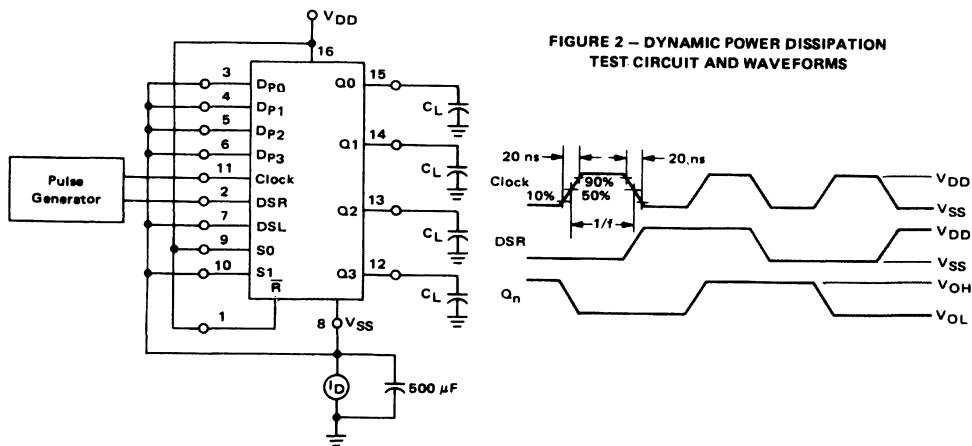 FIGURE 2 – DYNAMIC POWER DISSIPATION
TEST CIRCUIT AND WAVEFORMS
VDD
16
3 DP0
4 DP1
5 DP2
6 DP3
11 Clock
2 DSR
7 DSL
9 S0
10 S1
R̅
1
Pulse
Generator
Q0 15
CL
Q1 14
CL
Q2 13
CL
Q3 12
CL
8 VSS
ID
500 µF
20 ns
20 ns
Clock
10%
90%
50%
1/f
VDD
VSS
DSR
VDD
VSS
Qn
VOH
VOL